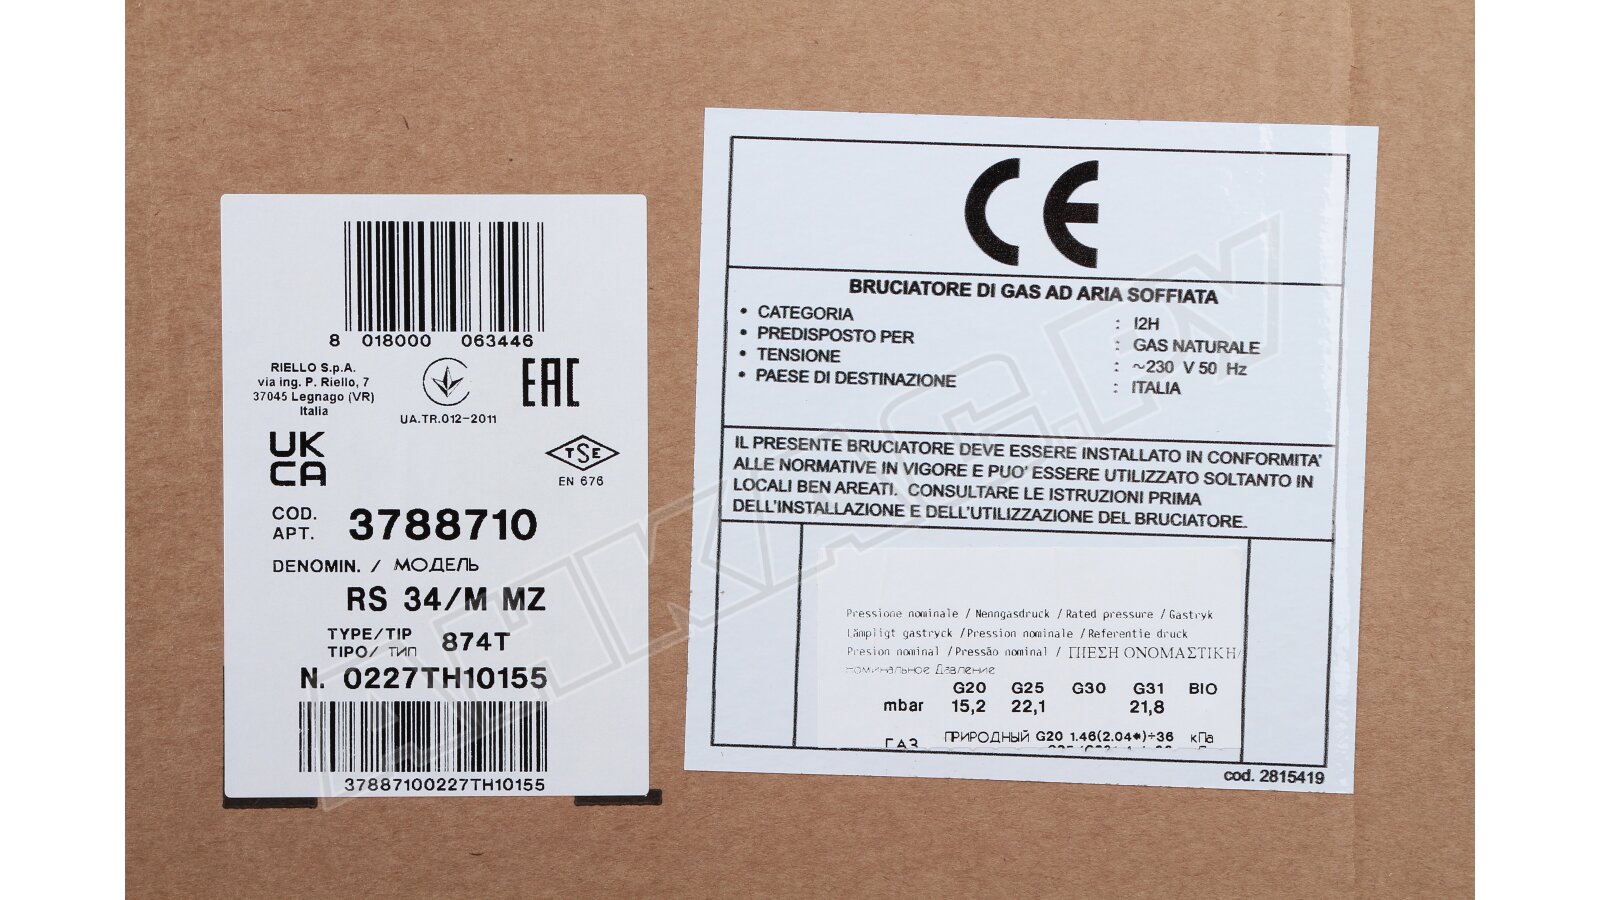 8 018000 063446
RIELLO S.p.A.
via ing. P. Riello, 7
37045 Legnago (VR)
Italia
UA.TR.012-2011
EAC
UK
CA
TSE
EN 676
COD.
АРТ. 3788710
DENOMIN. / МОДЕЛЬ
RS 34/M MZ
TYPE/TIP
TIPO/ ТИП 874T
N. 0227TH10155
37887100227TH10155
CE
BRUCIATORE DI GAS AD ARIA SOFFIATA
• CATEGORIA : I2H
• PREDISPOSTO PER : GAS NATURALE
• TENSIONE : ~230 V 50 Hz
• PAESE DI DESTINAZIONE : ITALIA
IL PRESENTE BRUCIATORE DEVE ESSERE INSTALLATO IN CONFORMITA'
ALLE NORMATIVE IN VIGORE E PUO' ESSERE UTILIZZATO SOLTANTO IN
LOCALI BEN AREATI. CONSULTARE LE ISTRUZIONI PRIMA
DELL'INSTALLAZIONE E DELL'UTILIZZAZIONE DEL BRUCIATORE.
Pressione nominale / Nenngasdruck / Rated pressure / Gastryk
Lämpligt gastryck / Pression nominale / Referentie druck
Presion nominal / Pressão nominal / ΠΙΕΣΗ ΟΝΟΜΑΣΤΙΚΗ/
номинальное Давление
G20 G25 G30 G31 BIO
mbar 15,2 22,1 21,8
ГАЗ ПРИРОДНЫЙ G20 1.46(2.04*)÷36 кПа
cod. 2815419